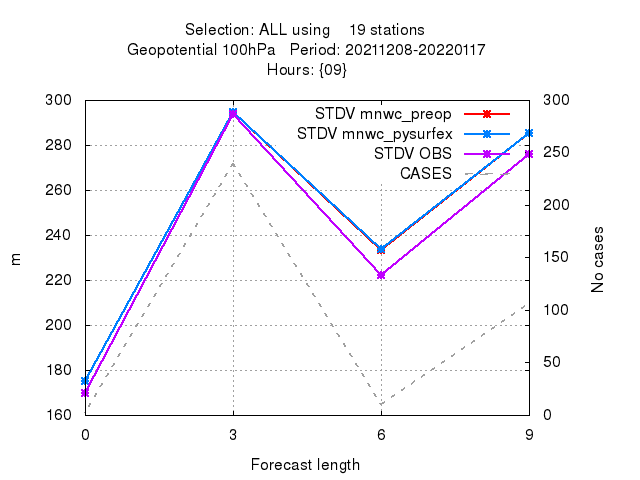 Selection: ALL using 19 stations
Geopotential 100hPa Period: 20211208-20220117
Hours: {09}
STDV mnwc_preop
STDV mnwc_pysurfex
STDV OBS
CASES
300
280
260
240
220
200
180
160
m
300
250
200
150
100
50
0
No cases
0 3 6 9
Forecast length